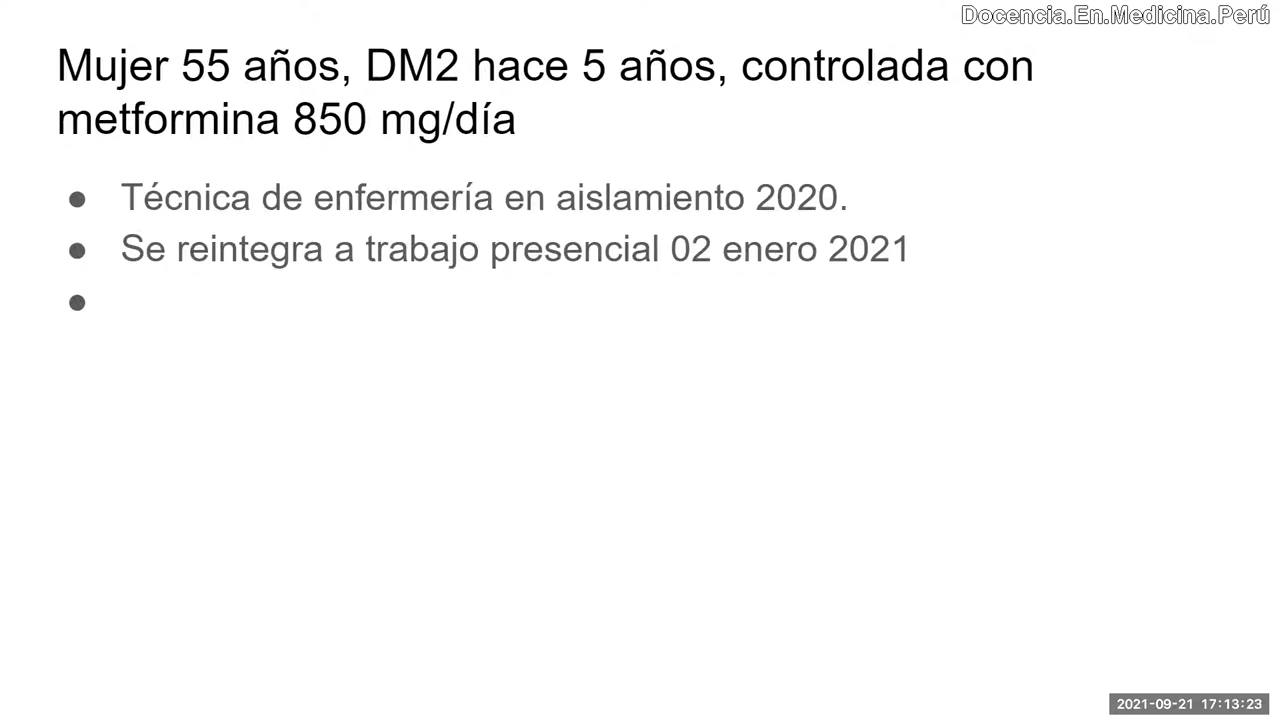 Docencia.En.Medicina.Perú
Mujer 55 años, DM2 hace 5 años, controlada con
metformina 850 mg/día
● Técnica de enfermería en aislamiento 2020.
● Se reintegra a trabajo presencial 02 enero 2021
●
2021-09-21 17:13:23